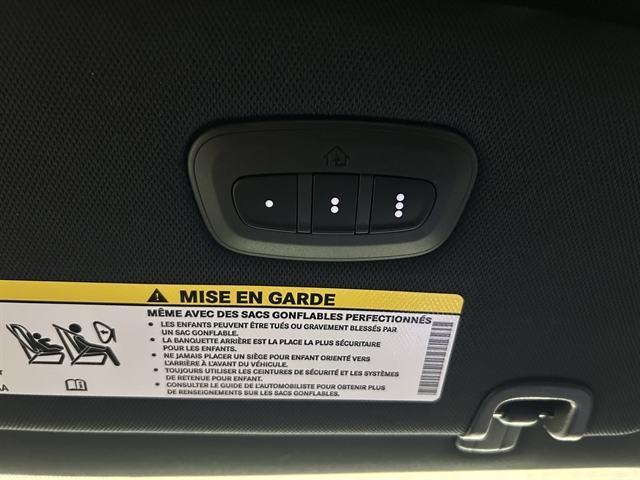 MISE EN GARDE
MÊME AVEC DES SACS GONFLABLES PERFECTIONNÉS
• LES ENFANTS PEUVENT ÊTRE TUÉS OU GRAVEMENT BLESSÉS PAR
UN SAC GONFLABLE.
• LA BANQUETTE ARRIÈRE EST LA PLACE LA PLUS SÉCURITAIRE
POUR LES ENFANTS.
• NE JAMAIS PLACER UN SIÈGE POUR ENFANT ORIENTÉ VERS
L'ARRIÈRE À L'AVANT DU VÉHICULE.
• TOUJOURS UTILISER LES CEINTURES DE SÉCURITÉ ET LES SYSTÈMES
DE RETENUE POUR ENFANT.
• CONSULTER LE GUIDE DE L'AUTOMOBILISTE POUR OBTENIR PLUS
DE RENSEIGNEMENTS SUR LES SACS GONFLABLES.